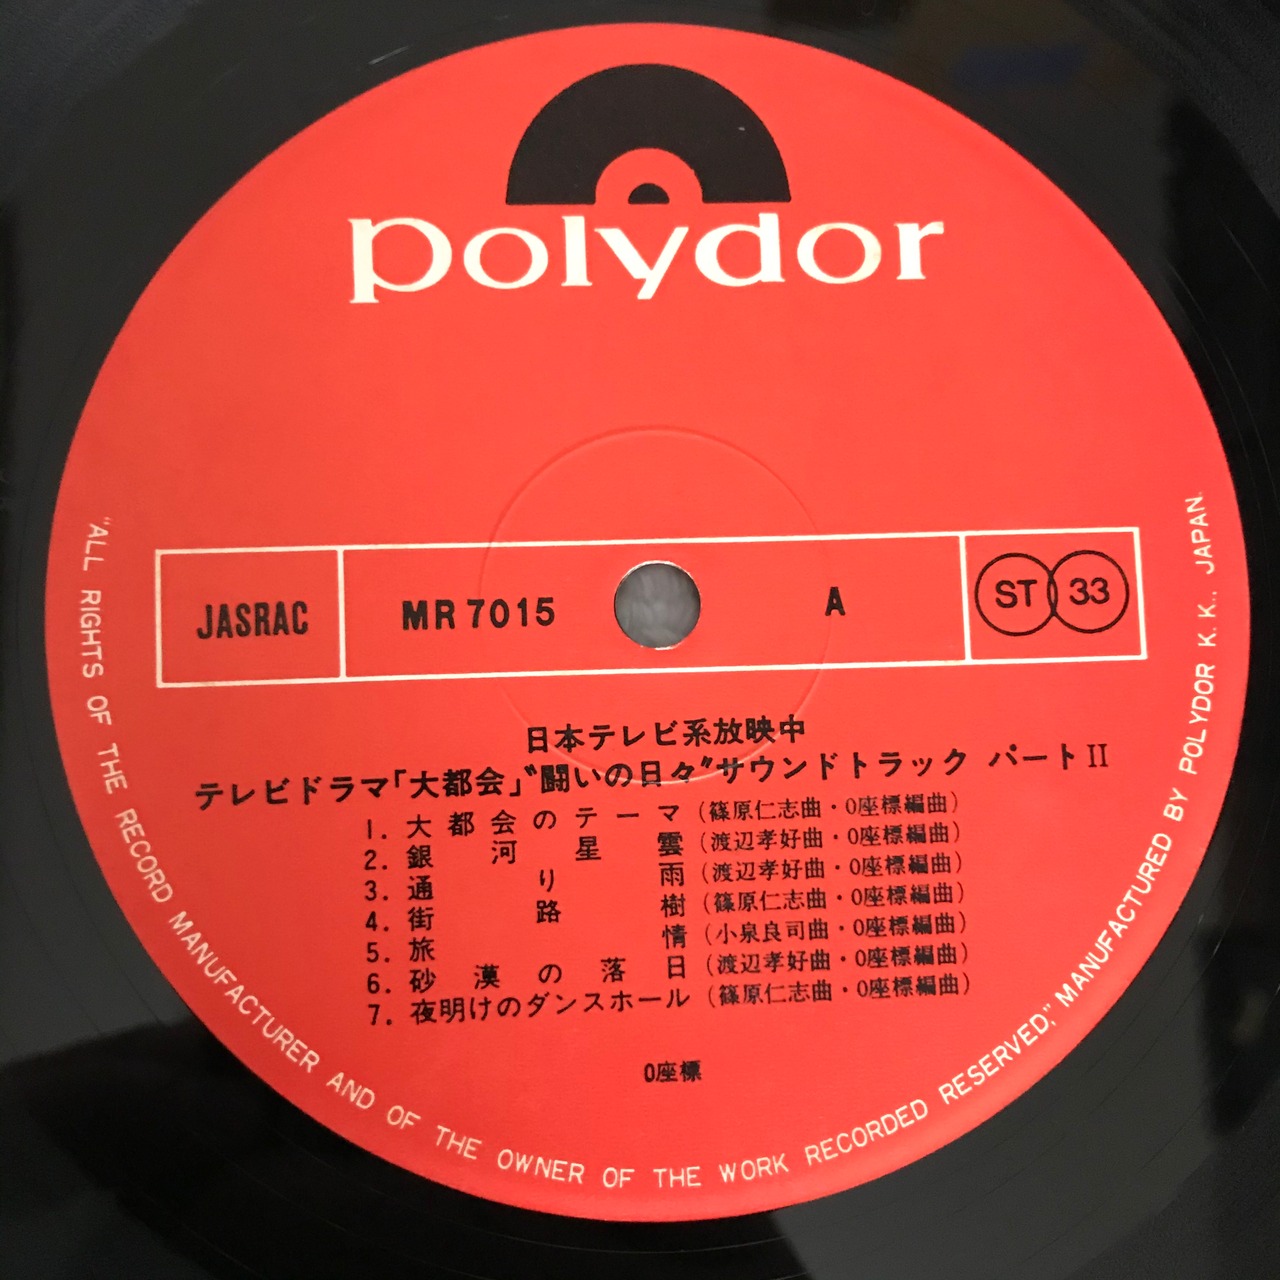 polydor
JASRAC MR 7015 A ST 33
日本テレビ系放映中
テレビドラマ「大都会」〝闘いの日々〟サウンドトラック パートII
1. 大都会のテーマ (篠原仁志曲・0座標編曲)
2. 銀河星雲 (渡辺孝好曲・0座標編曲)
3. 通り雨 (渡辺孝好曲・0座標編曲)
4. 街路樹 (篠原仁志曲・0座標編曲)
5. 旅情 (小泉良司曲・0座標編曲)
6. 砂漠の落日 (渡辺孝好曲・0座標編曲)
7. 夜明けのダンスホール (篠原仁志曲・0座標編曲)
0座標
"ALL RIGHTS OF THE RECORD MANUFACTURER AND OF THE OWNER OF THE WORK RECORDED RESERVED," MANUFACTURED BY POLYDOR K. K., JAPAN.